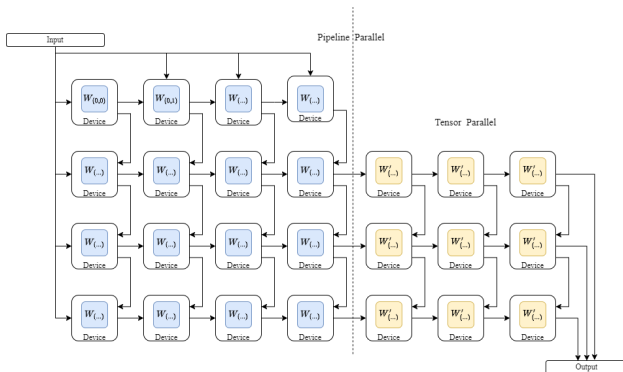 Pipeline Parallel
Input
W(0,0) W(0,1) W(...) W(...)
Device Device Device Device
Tensor Parallel
W(...) W(...) W(...) W(...) W′(...) W′(...) W′(...)
Device Device Device Device Device Device Device
W(...) W(...) W(...) W(...) W′(...) W′(...) W′(...)
Device Device Device Device Device Device Device
W(...) W(...) W(...) W(...) W′(...) W′(...) W′(...)
Device Device Device Device Device Device Device
Output